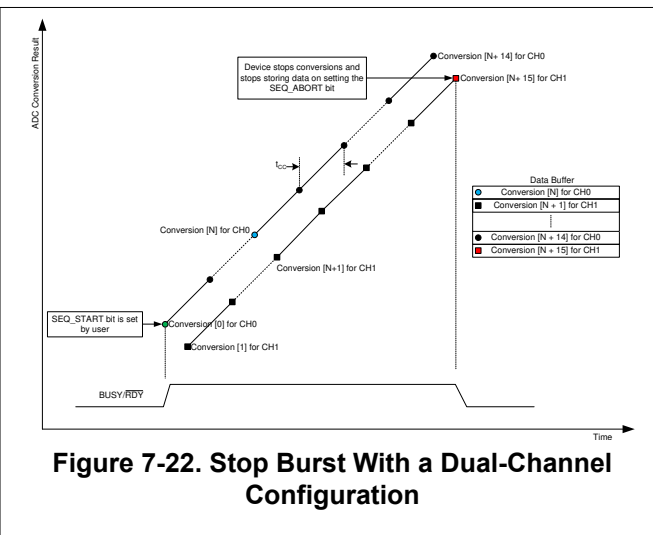 ADC Conversion Result
Conversion [N+ 14] for CH0
Device stops conversions and
stops storing data on setting the
SEQ_ABORT bit
Conversion [N+ 15] for CH1
tCC
Data Buffer
Conversion [N] for CH0
Conversion [N + 1] for CH1
Conversion [N + 14] for CH0
Conversion [N + 15] for CH1
Conversion [N] for CH0
Conversion [N+1] for CH1
SEQ_START bit is set
by user
Conversion [0] for CH0
Conversion [1] for CH1
BUSY/RDY
Time
Figure 7-22. Stop Burst With a Dual-Channel
Configuration